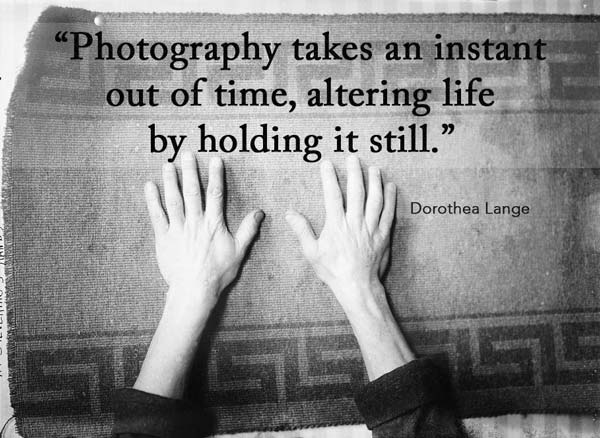 “Photography takes an instant
out of time, altering life
by holding it still.”
Dorothea Lange